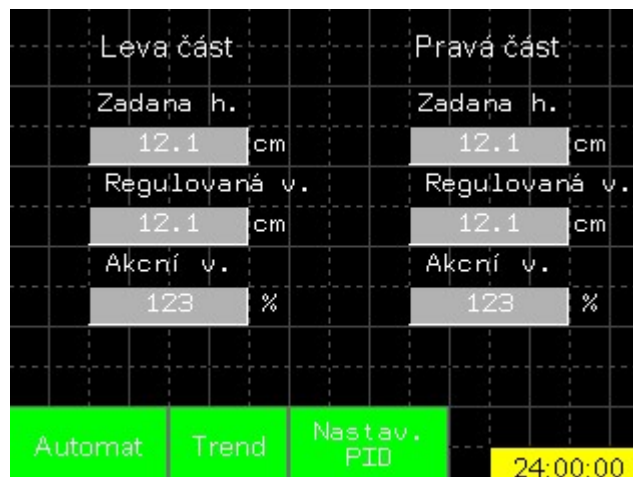 Leva část Pravá část
Zadana h. Zadana h.
12.1 cm 12.1 cm
Regulovaná v. Regulovaná v.
12.1 cm 12.1 cm
Akcní v. Akcní v.
123 % 123 %
Automat Trend Nastav.
PID
24:00:00